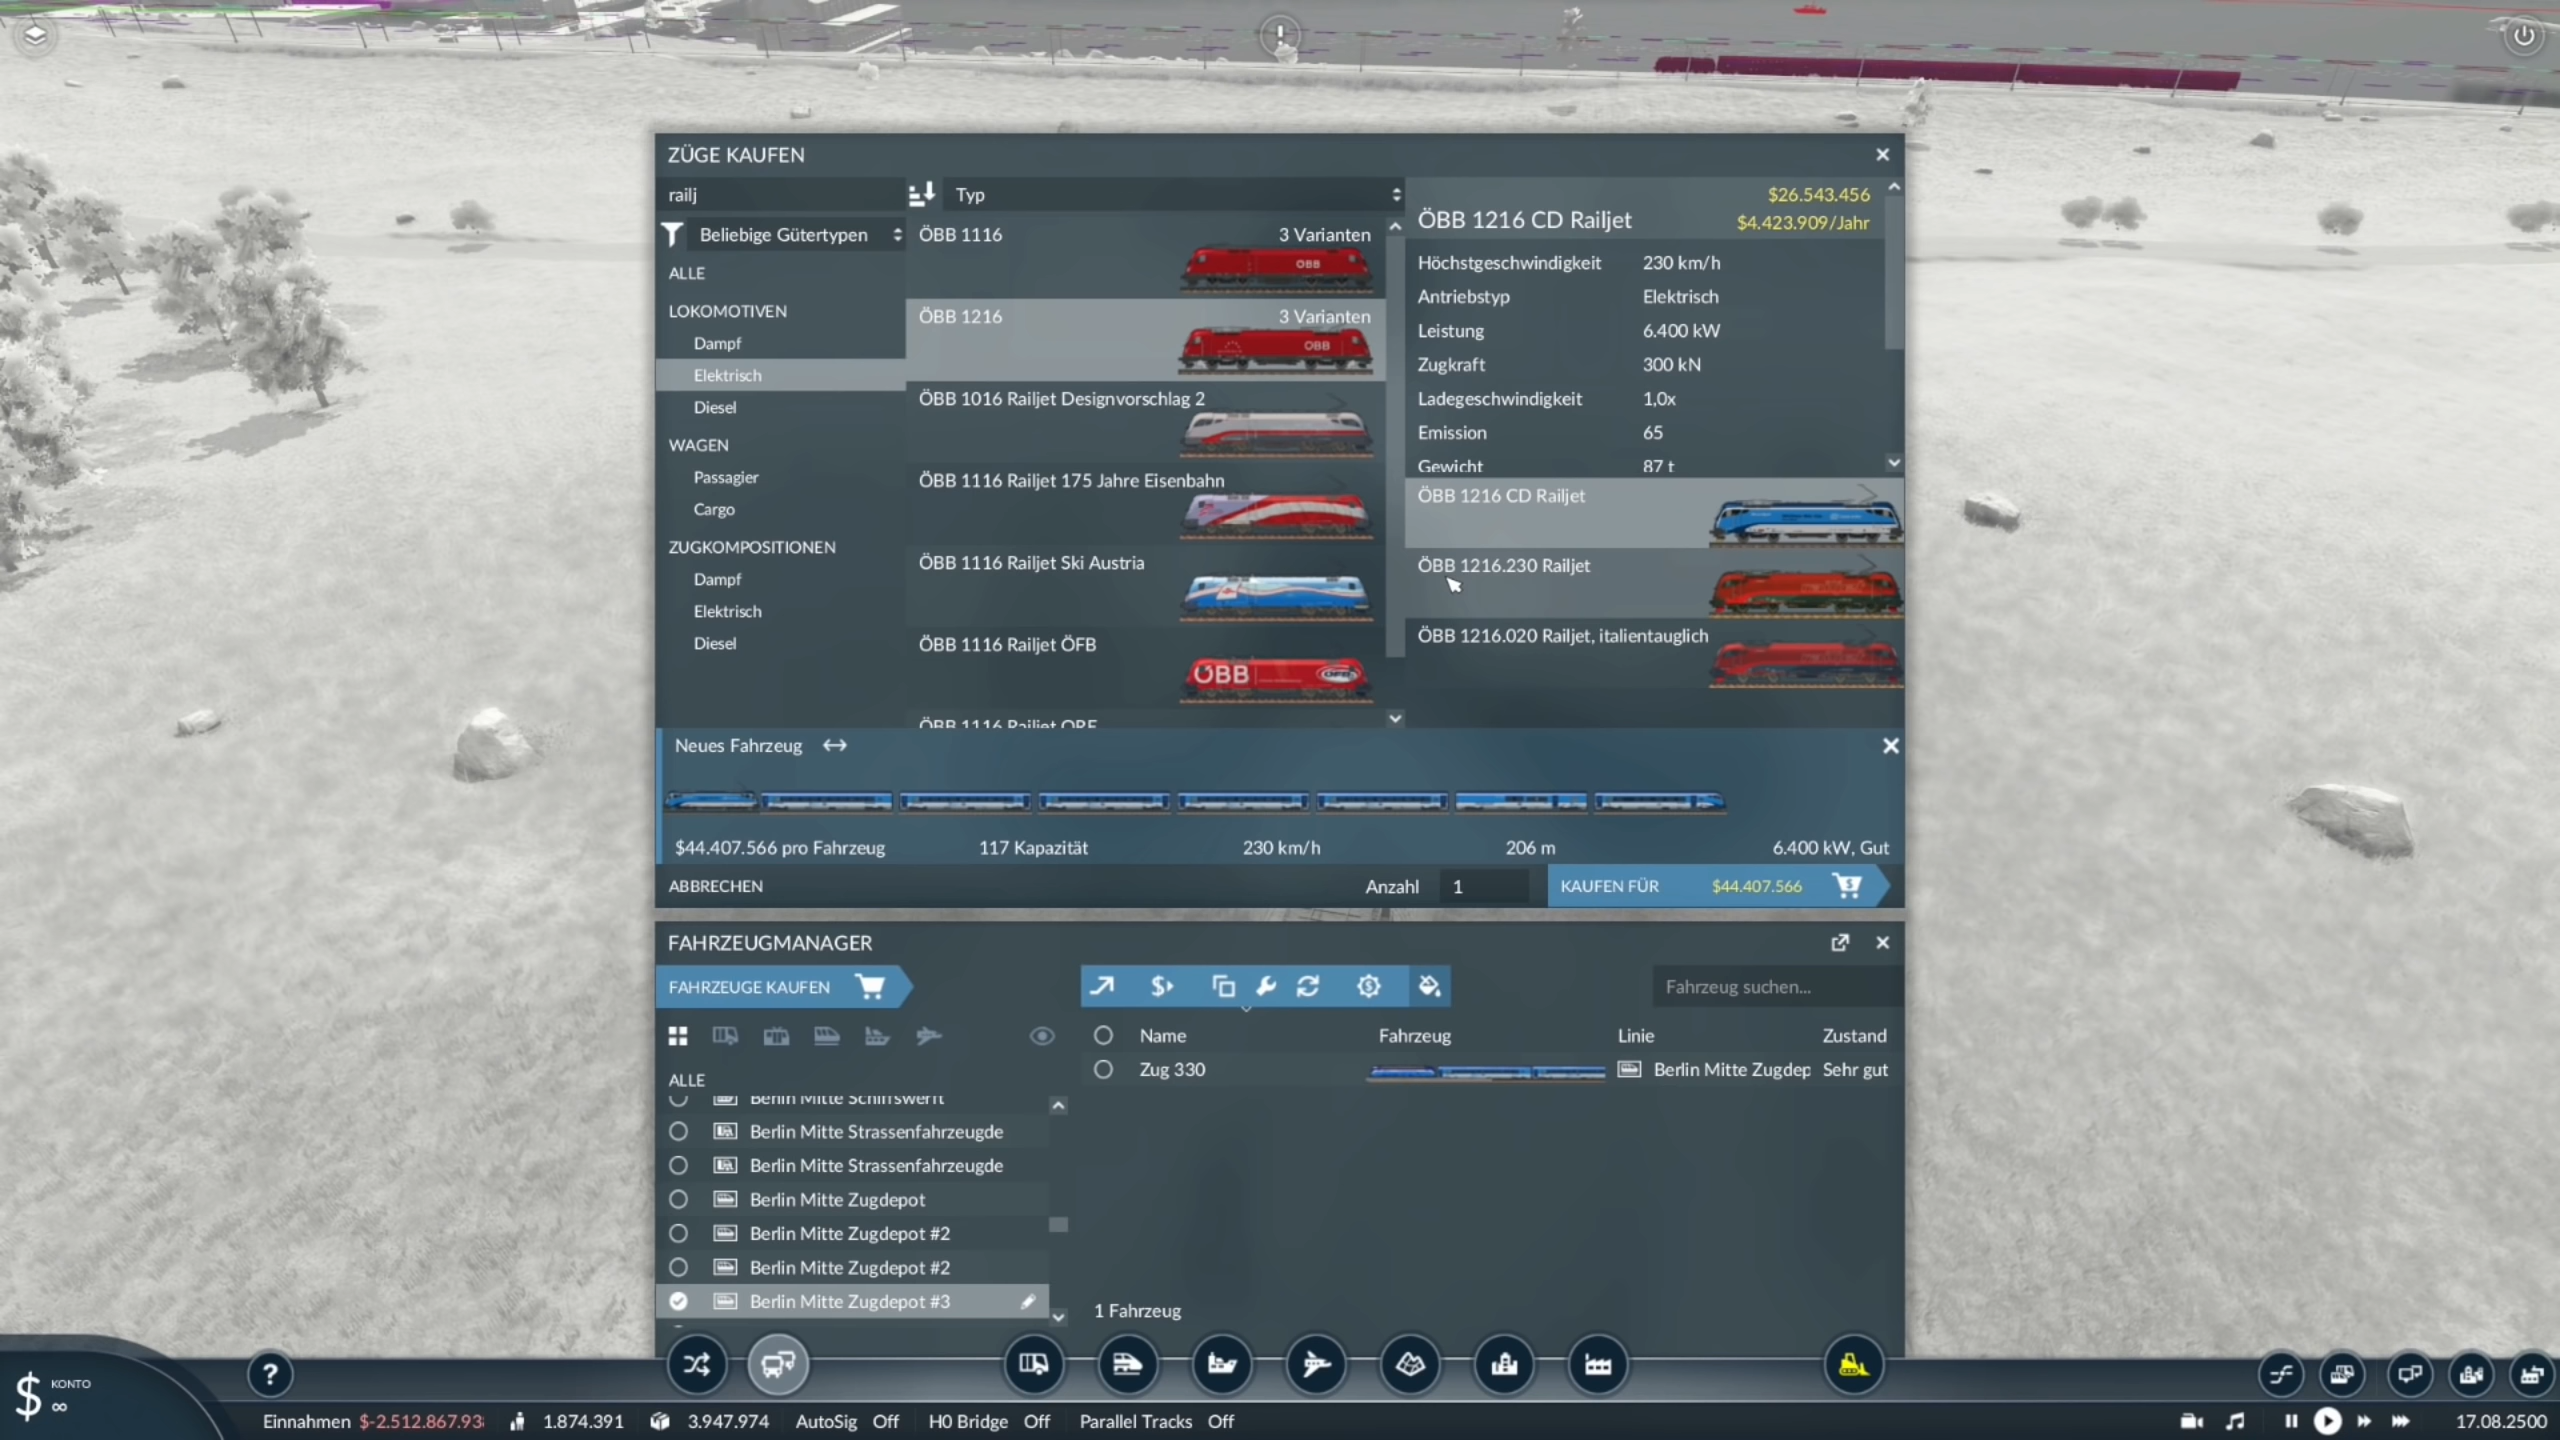 ZÜGE KAUFEN
railj
Typ
Beliebige Gütertypen
ALLE
LOKOMOTIVEN
Dampf
Elektrisch
Diesel
WAGEN
Passagier
Cargo
ZUGKOMPOSITIONEN
Dampf
Elektrisch
Diesel
ÖBB 1116
3 Varianten
ÖBB
ÖBB 1216
3 Varianten
ÖBB
ÖBB 1016 Railjet Designvorschlag 2
ÖBB 1116 Railjet 175 Jahre Eisenbahn
ÖBB 1116 Railjet Ski Austria
ÖBB 1116 Railjet ÖFB
ÖBB
ÖBB 1116 Railjet ORF
ÖBB 1216 CD Railjet
$26.543.456
$4.423.909/Jahr
Höchstgeschwindigkeit 230 km/h
Antriebstyp Elektrisch
Leistung 6.400 kW
Zugkraft 300 kN
Ladegeschwindigkeit 1,0x
Emission 65
Gewicht 87 t
ÖBB 1216 CD Railjet
ÖBB 1216.230 Railjet
ÖBB 1216.020 Railjet, italientauglich
Neues Fahrzeug
$44.407.566 pro Fahrzeug 117 Kapazität 230 km/h 206 m 6.400 kW, Gut
ABBRECHEN Anzahl 1 KAUFEN FÜR $44.407.566
FAHRZEUGMANAGER
FAHRZEUGE KAUFEN
Fahrzeug suchen...
ALLE
Berlin Mitte Schiffswerft
Berlin Mitte Strassenfahrzeugde
Berlin Mitte Strassenfahrzeugde
Berlin Mitte Zugdepot
Berlin Mitte Zugdepot #2
Berlin Mitte Zugdepot #2
Berlin Mitte Zugdepot #3
Name Fahrzeug Linie Zustand
Zug 330 Berlin Mitte Zugdep Sehr gut
1 Fahrzeug
KONTO
∞
Einnahmen $-2.512.867.93 1.874.391 3.947.974 AutoSig Off H0 Bridge Off Parallel Tracks Off 17.08.2500